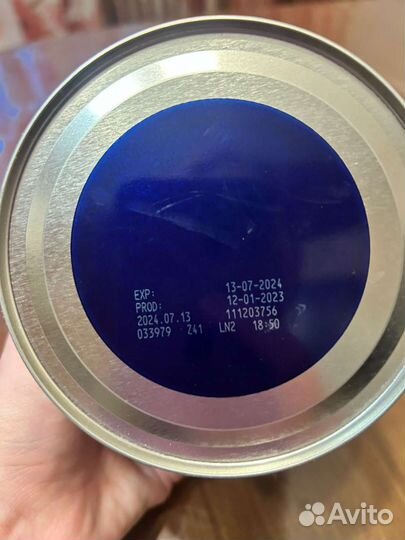 EXP: 13-07-2024
PROD: 12-01-2023
2024.07.13 111203756
033979 Z41 LN2 18:50
Avito